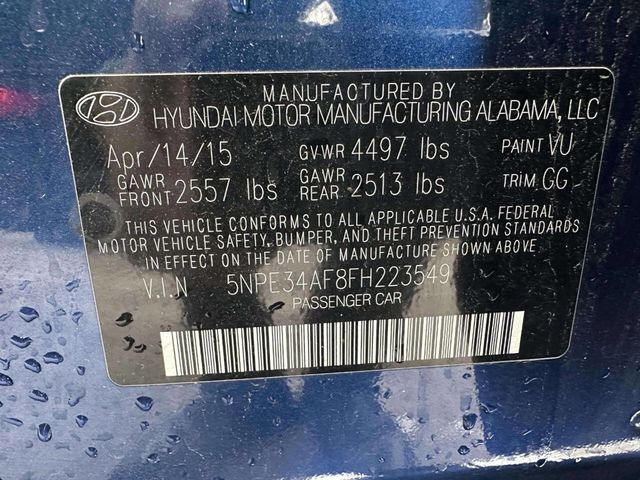 MANUFACTURED BY
HYUNDAI MOTOR MANUFACTURING ALABAMA, LLC
Apr/14/15 GVWR 4497 lbs PAINT VU
GAWR FRONT 2557 lbs GAWR REAR 2513 lbs TRIM GG
THIS VEHICLE CONFORMS TO ALL APPLICABLE U.S.A. FEDERAL
MOTOR VEHICLE SAFETY, BUMPER, AND THEFT PREVENTION STANDARDS
IN EFFECT ON THE DATE OF MANUFACTURE SHOWN ABOVE.
V.I.N 5NPE34AF8FH223549
PASSENGER CAR